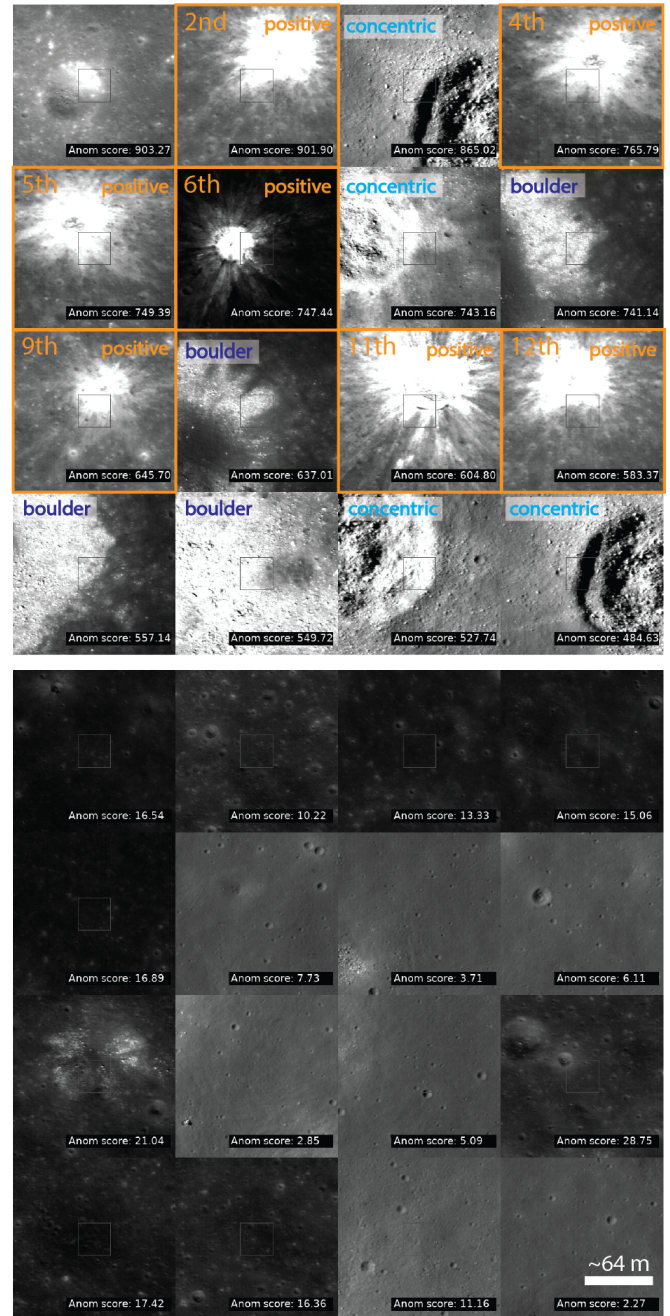 2nd positive concentric 4th
positive
Anom score: 903.27 Anom score: 901.90 Anom score: 865.02 Anom score: 765.79
5th positive 6th positive concentric boulder
Anom score: 749.39 Anom score: 747.44 Anom score: 743.16 Anom score: 741.14
9th positive boulder 11th positive 12th positive
Anom score: 645.70 Anom score: 637.01 Anom score: 604.80 Anom score: 583.37
boulder boulder concentric concentric
Anom score: 557.14 Anom score: 549.72 Anom score: 527.74 Anom score: 484.63
Anom score: 16.54 Anom score: 10.22 Anom score: 13.33 Anom score: 15.06
Anom score: 16.89 Anom score: 7.73 Anom score: 3.71 Anom score: 6.11
Anom score: 21.04 Anom score: 2.85 Anom score: 5.09 Anom score: 28.75
~64 m
Anom score: 17.42 Anom score: 16.36 Anom score: 11.16 Anom score: 2.27